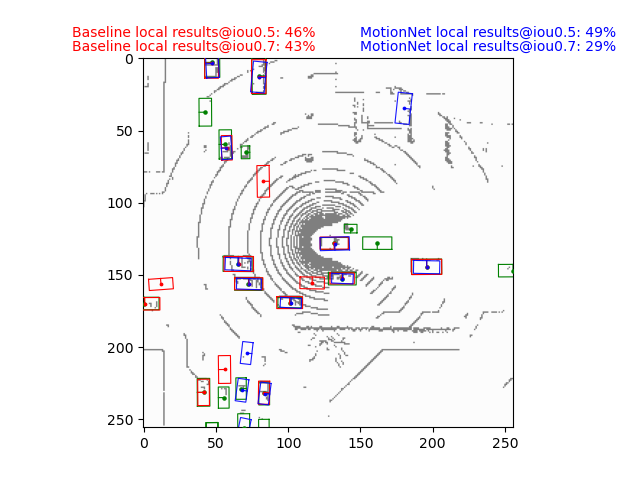 Baseline local results@iou0.5: 46%
Baseline local results@iou0.7: 43%
MotionNet local results@iou0.5: 49%
MotionNet local results@iou0.7: 29%
0
50
100
150
200
250
0 50 100 150 200 250